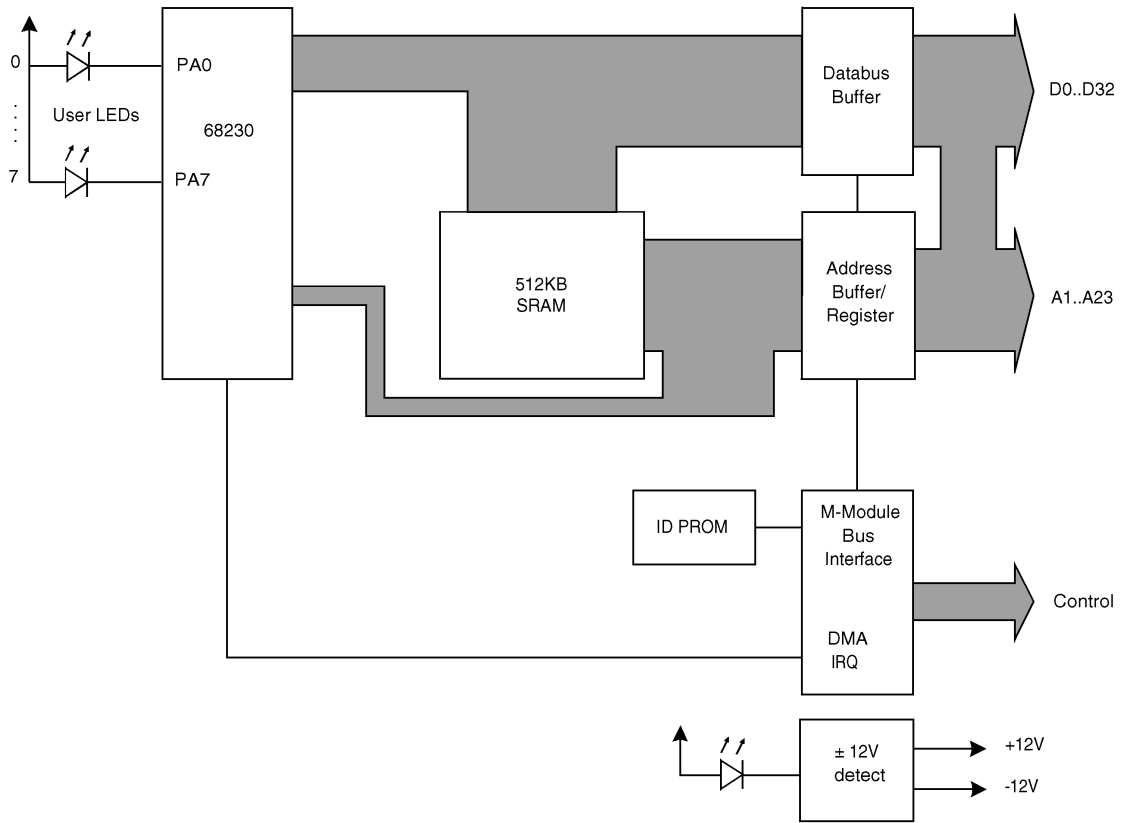 0
User LEDs
7
PA0
68230
PA7
Databus
Buffer
D0..D32
512KB
SRAM
Address
Buffer/
Register
A1..A23
ID PROM
M-Module
Bus
Interface
DMA
IRQ
Control
± 12V
detect
+12V
-12V